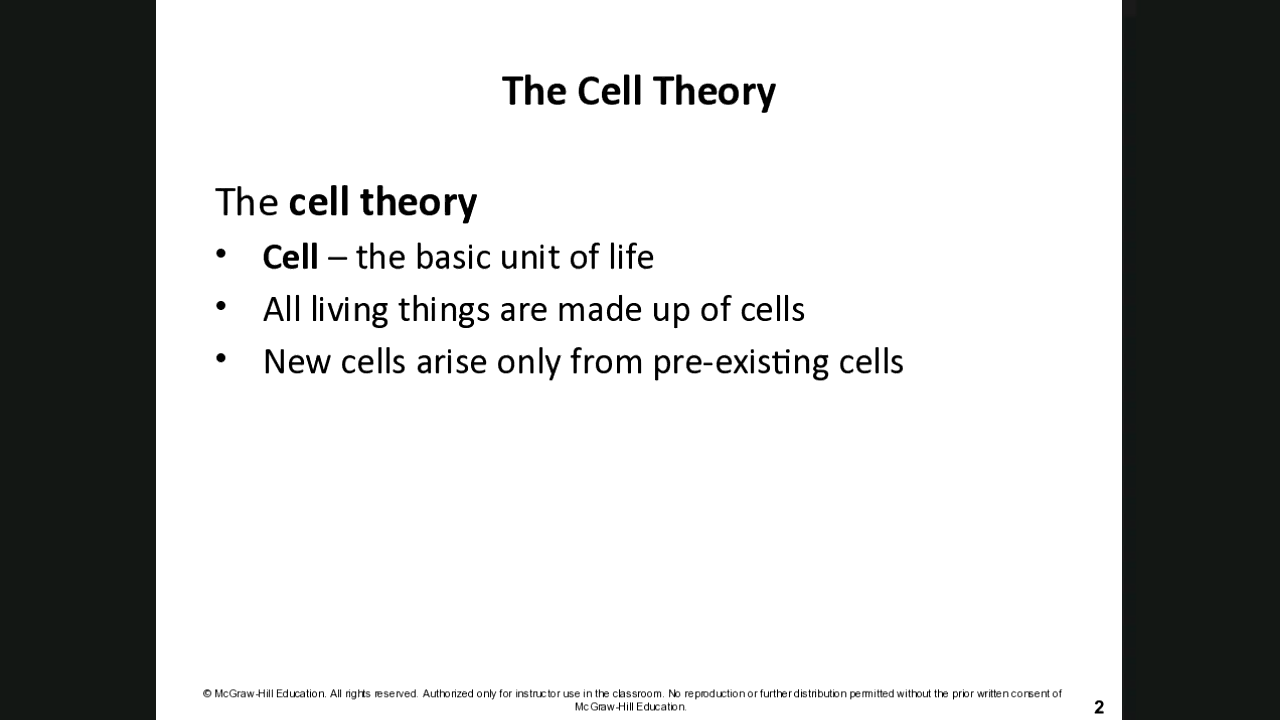 The Cell Theory
The cell theory
• Cell – the basic unit of life
• All living things are made up of cells
• New cells arise only from pre-existing cells
© McGraw-Hill Education. All rights reserved. Authorized only for instructor use in the classroom. No reproduction or further distribution permitted without the prior written consent of
McGraw-Hill Education.
2